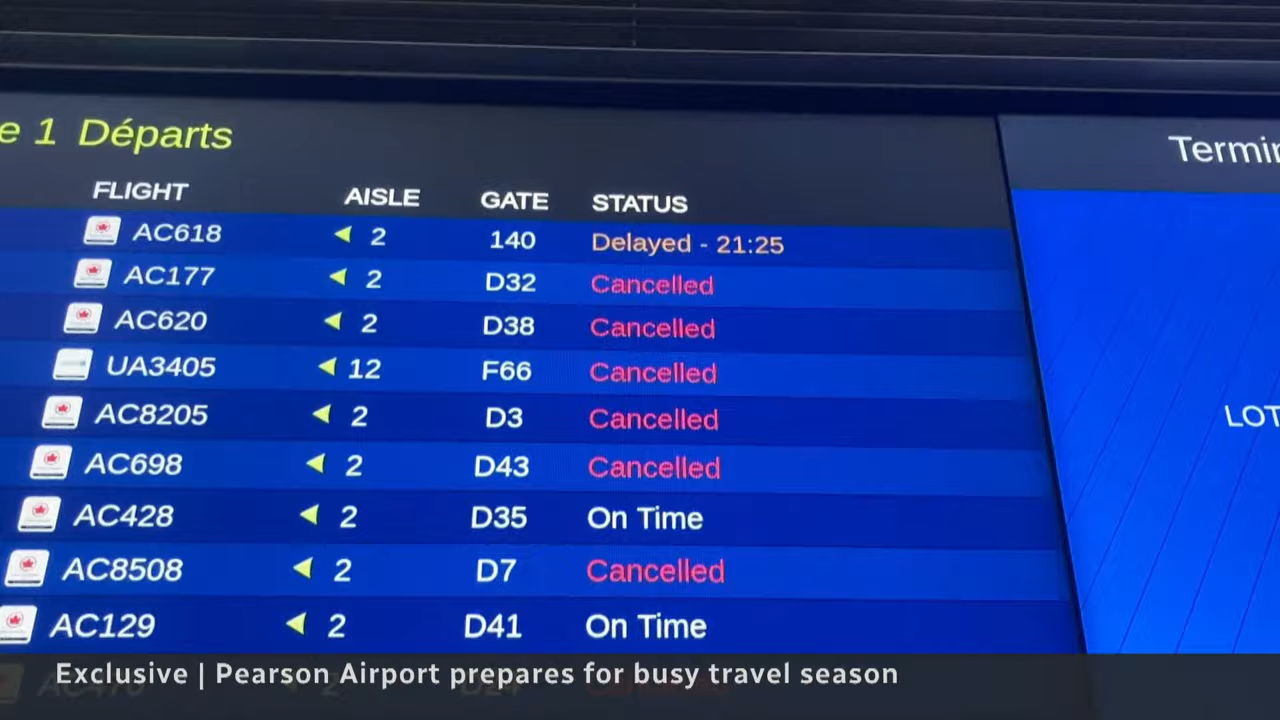 e 1 Départs
Termin
FLIGHT AISLE GATE STATUS
AC618 2 140 Delayed - 21:25
AC177 2 D32 Cancelled
AC620 2 D38 Cancelled
UA3405 12 F66 Cancelled
AC8205 2 D3 Cancelled
LOT
AC698 2 D43 Cancelled
AC428 2 D35 On Time
AC8508 2 D7 Cancelled
AC129 2 D41 On Time
Exclusive | Pearson Airport prepares for busy travel season